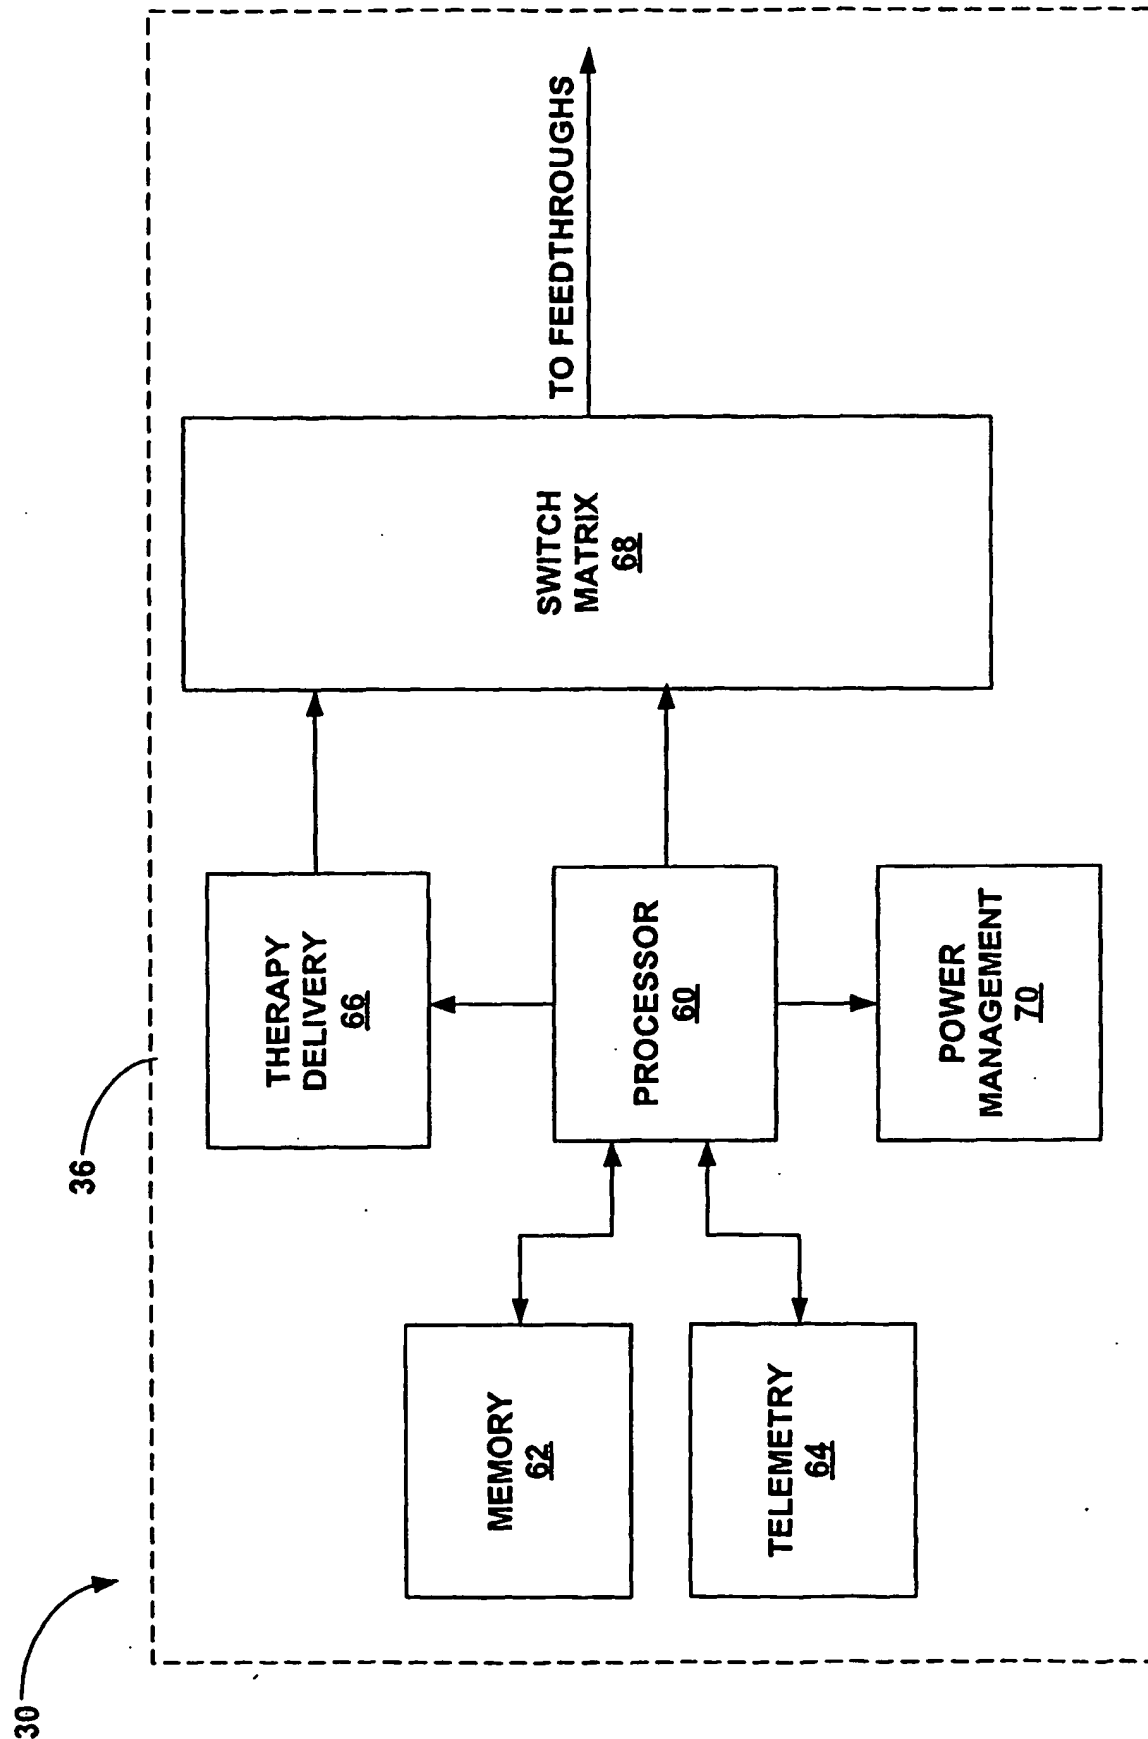 30
36
MEMORY
62
TELEMETRY
64
THERAPY
DELIVERY
66
PROCESSOR
60
POWER
MANAGEMENT
70
SWITCH
MATRIX
68
TO FEEDTHROUGHS